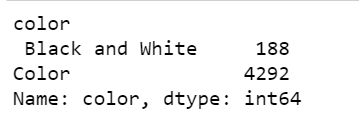 color
 Black and White     188
Color               4292
Name: color, dtype: int64